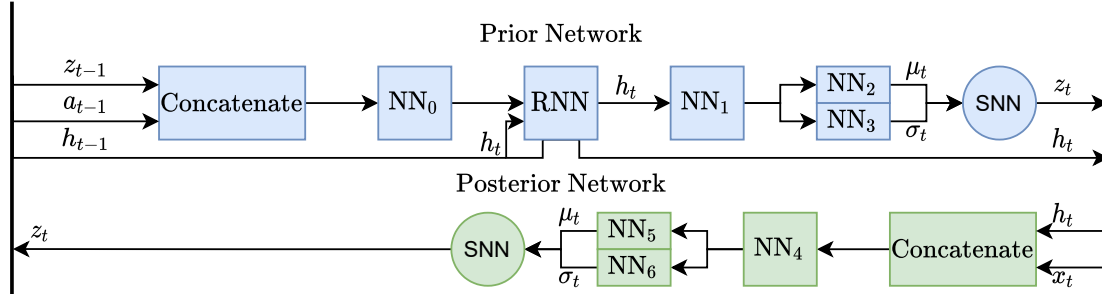 Prior Network
z_{t-1}
a_{t-1}
h_{t-1}
Concatenate
NN_0
h_t
RNN
h_t
NN_1
NN_2
NN_3
μ_t
σ_t
SNN
z_t
h_t
Posterior Network
z_t
SNN
μ_t
σ_t
NN_5
NN_6
NN_4
Concatenate
h_t
x_t